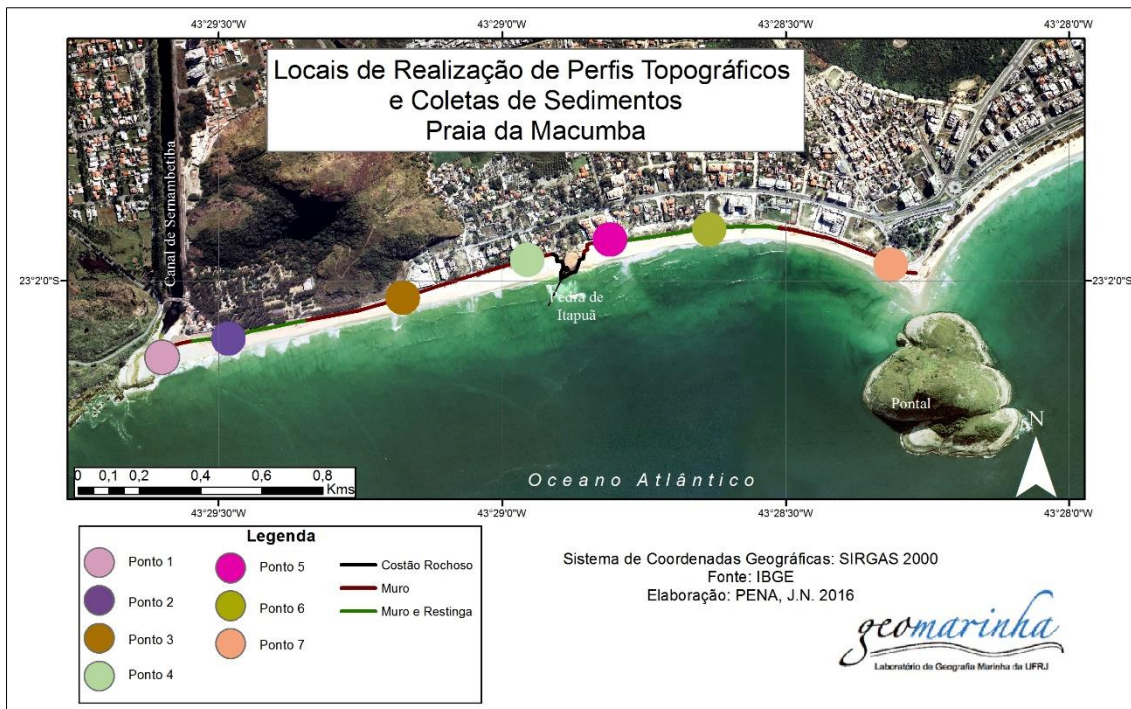 43°29'30"W 43°29'0"W 43°28'30"W 43°28'0"W
Locais de Realização de Perfis Topográficos
e Coletas de Sedimentos
Praia da Macumba
Canal de Sernambetiba
23°2'0"S 23°2'0"S
Pedra de
Itapuã
Pontal
N
0 0,1 0,2 0,4 0,6 0,8
Kms
Oceano Atlântico
43°29'30"W 43°29'0"W 43°28'30"W 43°28'0"W
Legenda
Ponto 1
Ponto 2
Ponto 3
Ponto 4
Ponto 5
Ponto 6
Ponto 7
Costão Rochoso
Muro
Muro e Restinga
Sistema de Coordenadas Geográficas: SIRGAS 2000
Fonte: IBGE
Elaboração: PENA, J.N. 2016
geomarinha
Laboratório de Geografia Marinha da UFRJ